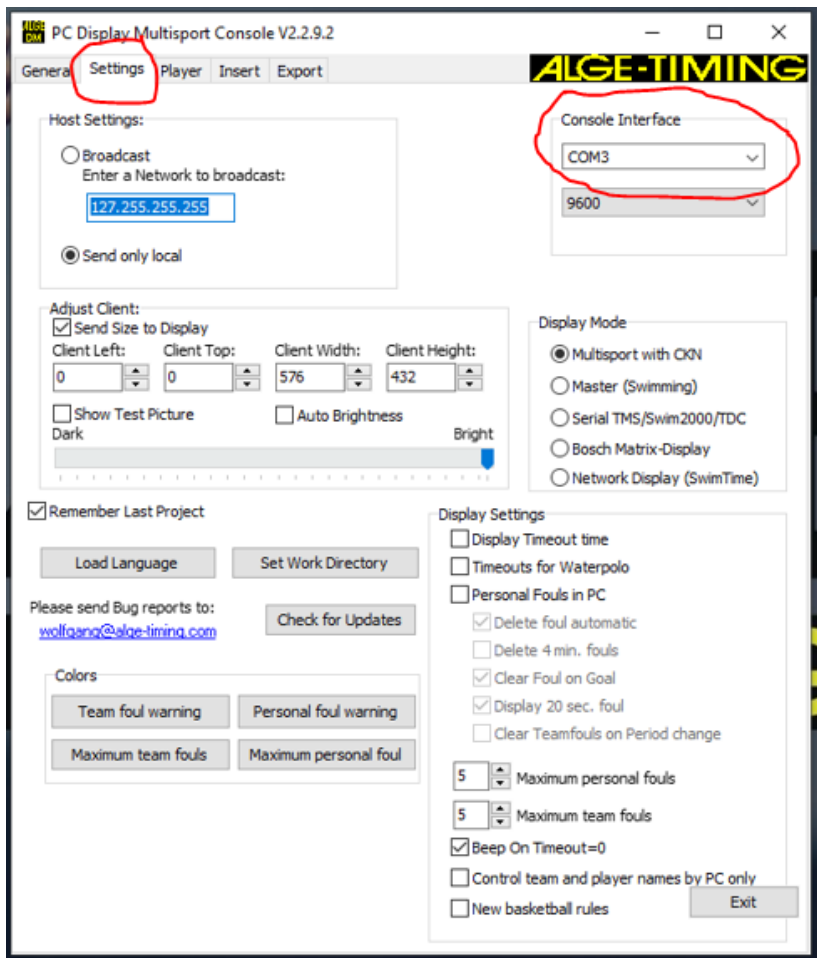 ALGE
DIM
PC Display Multisport Console V2.2.9.2
General Settings Player Insert Export
ALGE-TIMING
Host Settings:
Broadcast
Enter a Network to broadcast:
127.255.255.255
Send only local
Console Interface
COM3
9600
Adjust Client:
Send Size to Display
Client Left: Client Top: Client Width: Client Height:
0 0 576 432
Show Test Picture Auto Brightness
Dark Bright
Display Mode
Multisport with CKN
Master (Swimming)
Serial TMS/Swim2000/TDC
Bosch Matrix-Display
Network Display (SwimTime)
Remember Last Project
Load Language Set Work Directory
Please send Bug reports to:
wolfgang@alge-timing.com
Check for Updates
Colors
Team foul warning Personal foul warning
Maximum team fouls Maximum personal foul
Display Settings
Display Timeout time
Timeouts for Waterpolo
Personal Fouls in PC
Delete foul automatic
Delete 4 min. fouls
Clear Foul on Goal
Display 20 sec. foul
Clear Teamfouls on Period change
5 Maximum personal fouls
5 Maximum team fouls
Beep On Timeout=0
Control team and player names by PC only
New basketball rules
Exit